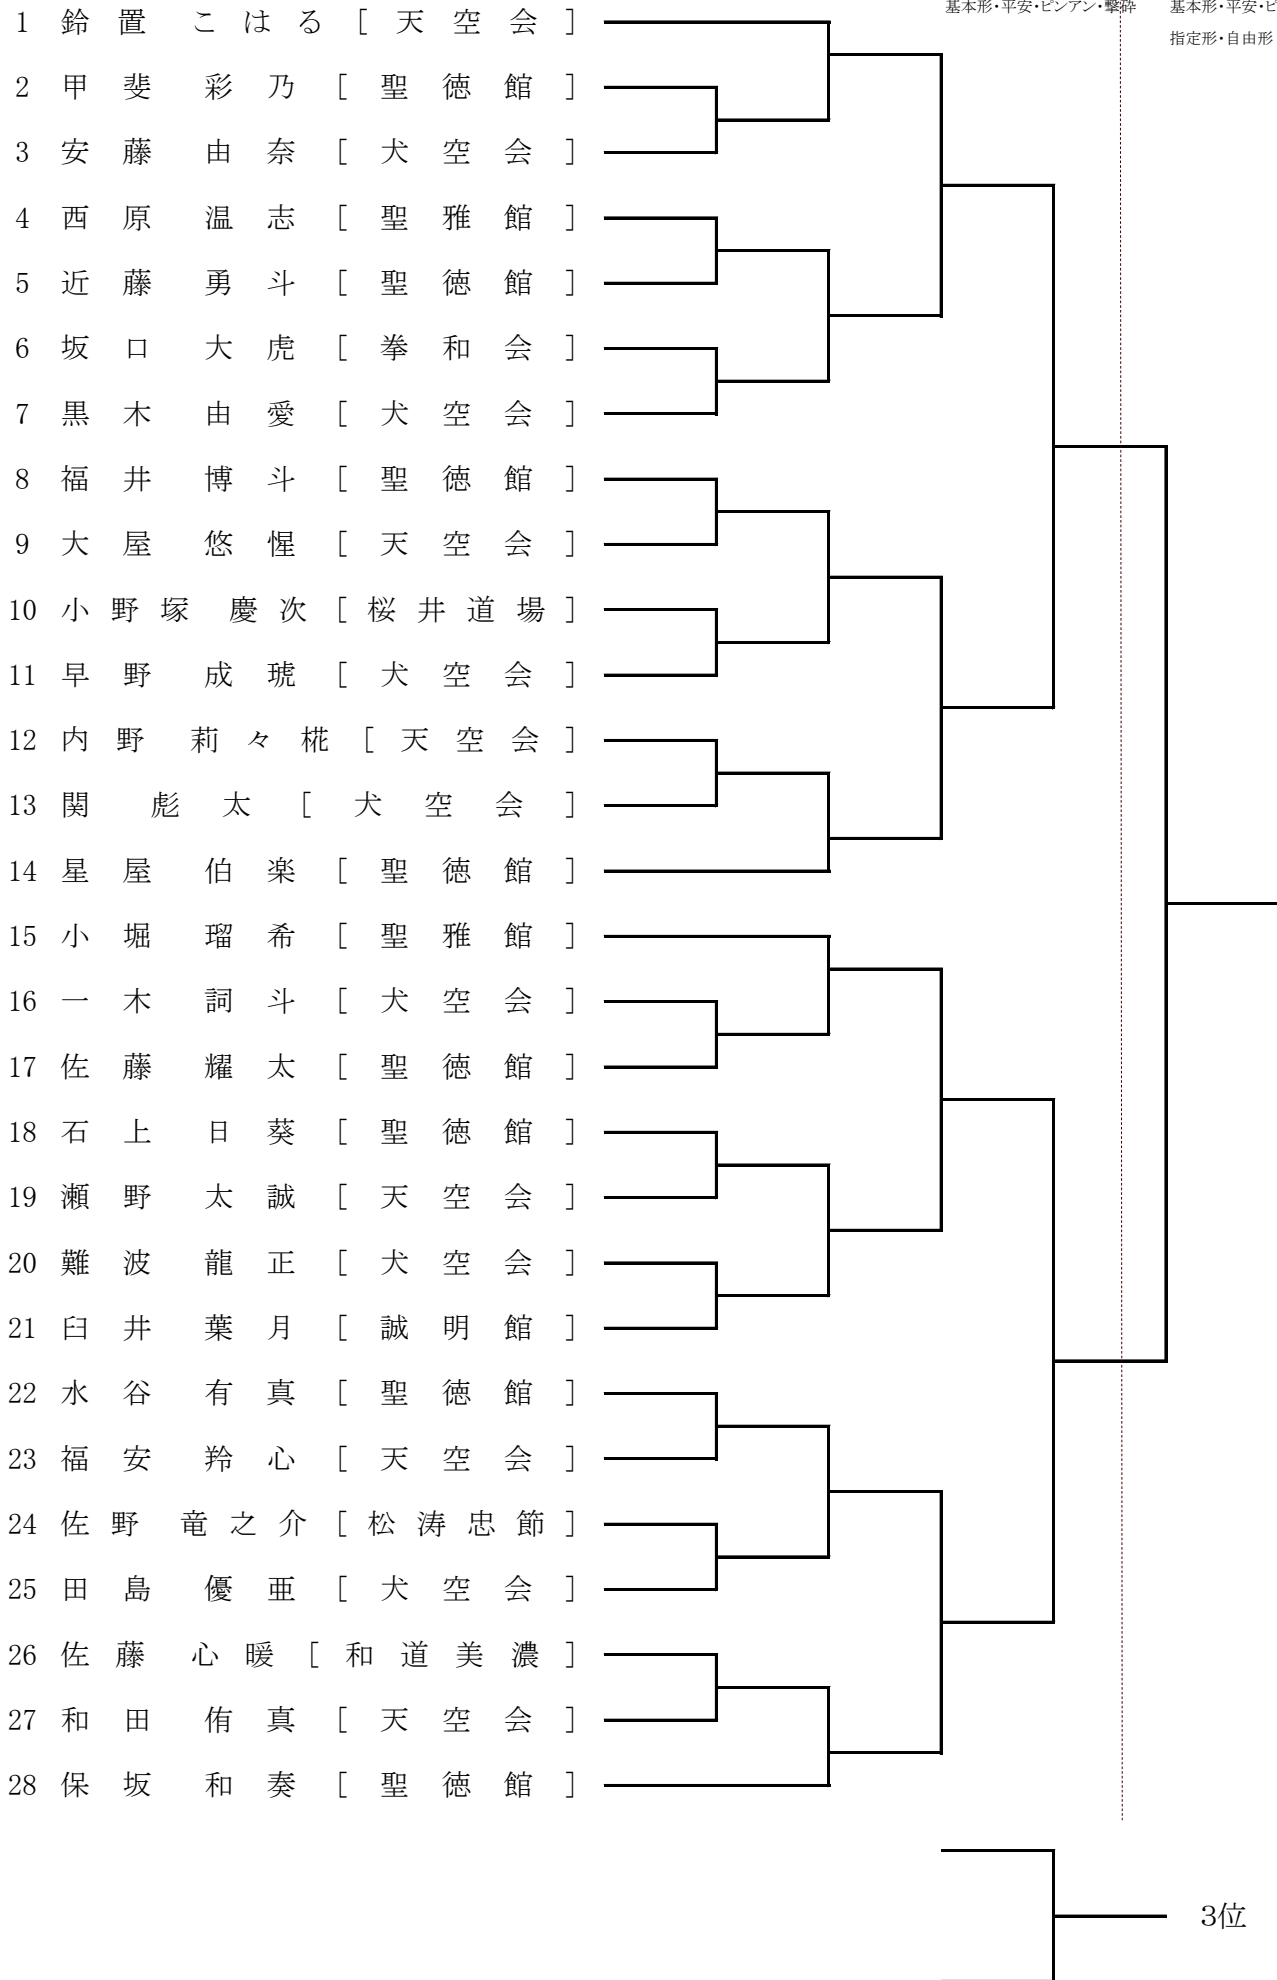 基本形・平安・ピンアン・撃砕 基本形・平安・ピ
指定形・自由形
1 鈴置 こはる [ 天空会 ]
2 甲斐 彩乃 [ 聖徳館 ]
3 安藤 由奈 [ 犬空会 ]
4 西原 温志 [ 聖雅館 ]
5 近藤 勇斗 [ 聖徳館 ]
6 坂口 大虎 [ 拳和会 ]
7 黒木 由愛 [ 犬空会 ]
8 福井 博斗 [ 聖徳館 ]
9 大屋 悠惺 [ 天空会 ]
10 小野塚 慶次 [ 桜井道場 ]
11 早野 成琥 [ 犬空会 ]
12 内野 莉々椛 [ 天空会 ]
13 関 彪太 [ 犬空会 ]
14 星屋 伯楽 [ 聖徳館 ]
15 小堀 瑠希 [ 聖雅館 ]
16 一木 詞斗 [ 犬空会 ]
17 佐藤 耀太 [ 聖徳館 ]
18 石上 日葵 [ 聖徳館 ]
19 瀬野 太誠 [ 天空会 ]
20 難波 龍正 [ 犬空会 ]
21 臼井 葉月 [ 誠明館 ]
22 水谷 有真 [ 聖徳館 ]
23 福安 羚心 [ 天空会 ]
24 佐野 竜之介 [ 松涛忠節 ]
25 田島 優亜 [ 犬空会 ]
26 佐藤 心暖 [ 和道美濃 ]
27 和田 侑真 [ 天空会 ]
28 保坂 和奏 [ 聖徳館 ]
3位